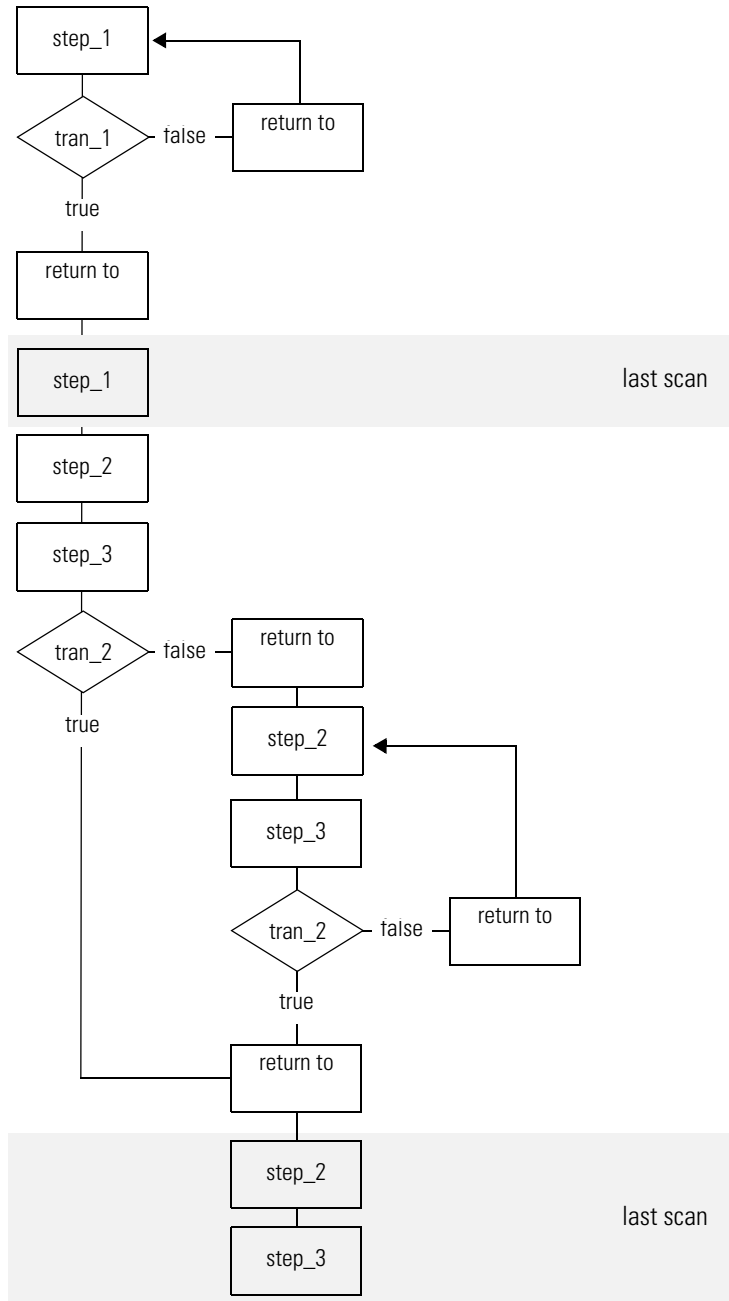 step_1
tran_1
false
return to
true
return to
step_1
last scan
step_2
step_3
tran_2
false
return to
true
step_2
step_3
tran_2
false
return to
true
return to
step_2
last scan
step_3